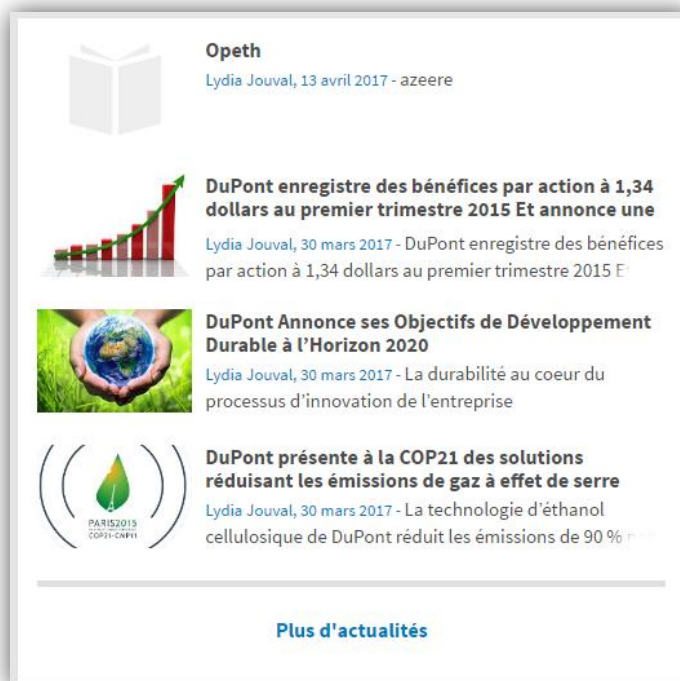 Opeth
Lydia Jouval, 13 avril 2017 - azeere
DuPont enregistre des bénéfices par action à 1,34
dollars au premier trimestre 2015 Et annonce une
Lydia Jouval, 30 mars 2017 - DuPont enregistre des bénéfices
par action à 1,34 dollars au premier trimestre 2015 Et
DuPont Annonce ses Objectifs de Développement
Durable à l’Horizon 2020
Lydia Jouval, 30 mars 2017 - La durabilité au coeur du
processus d’innovation de l’entreprise
PARIS2015
COP21-CMP11
DuPont présente à la COP21 des solutions
réduisant les émissions de gaz à effet de serre
Lydia Jouval, 30 mars 2017 - La technologie d’éthanol
cellulosique de DuPont réduit les émissions de 90 %
Plus d'actualités